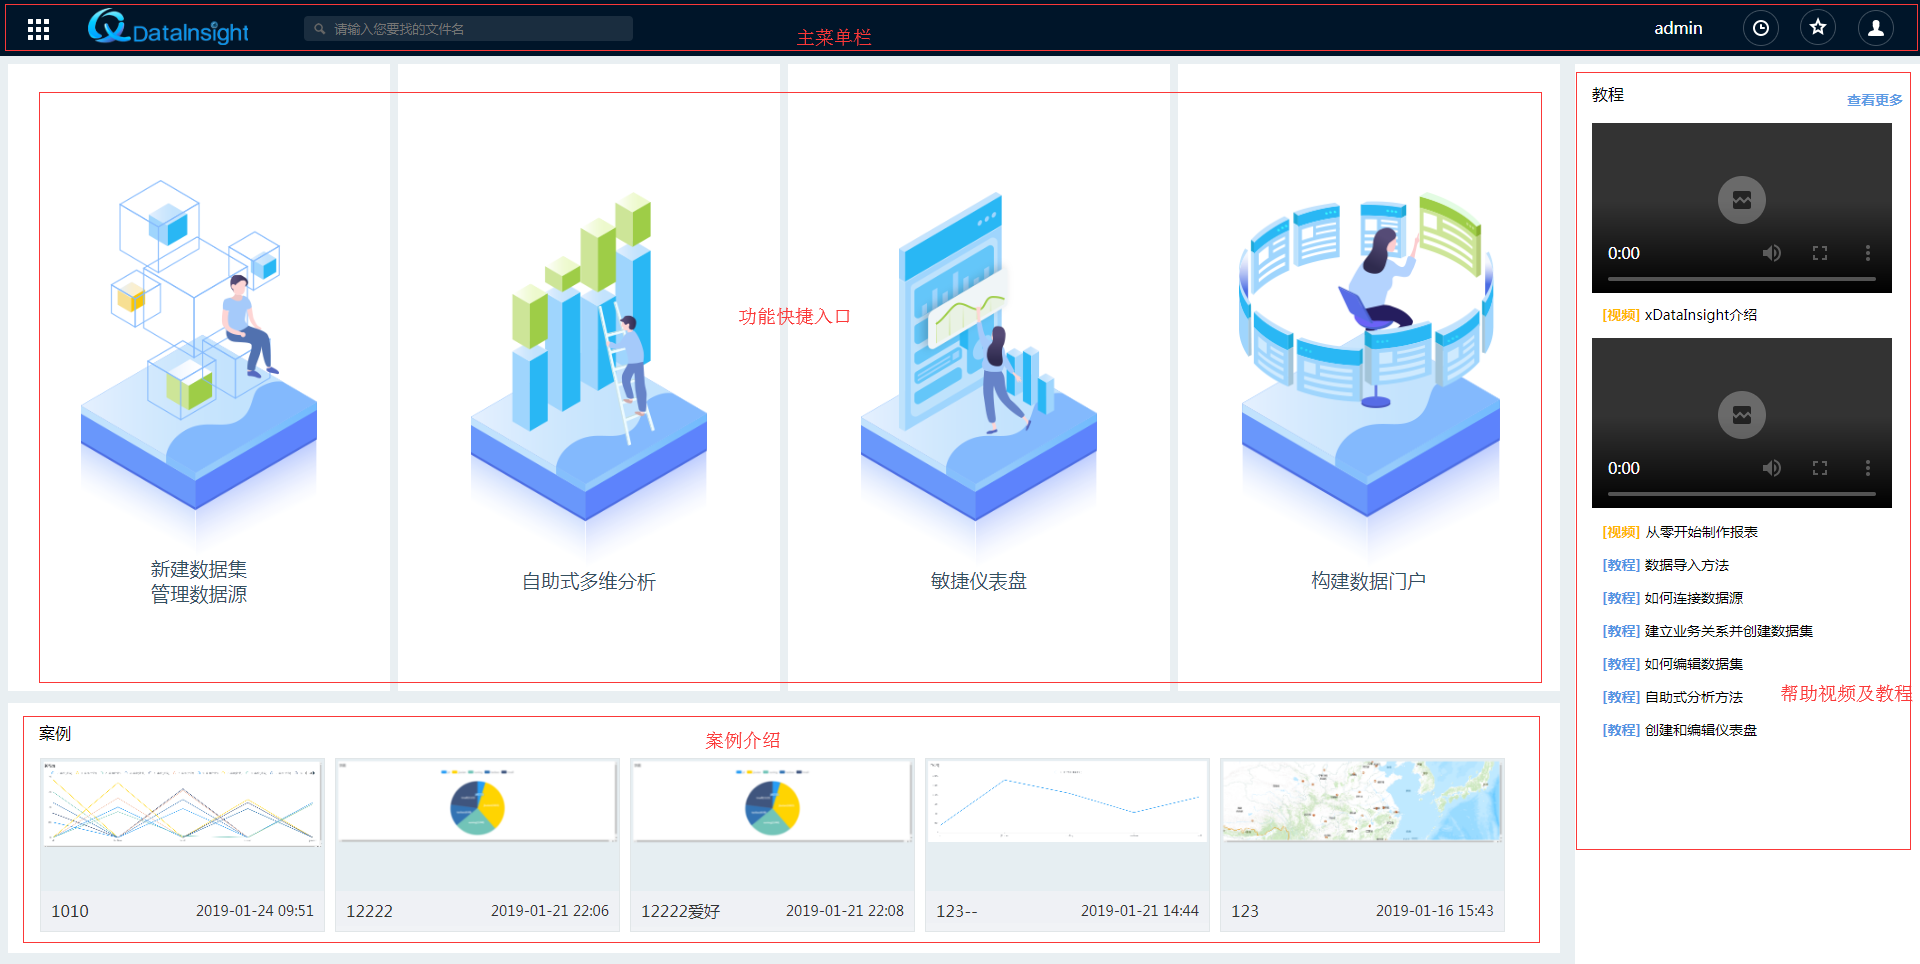 DataInsight
请输入您要找的文件名
主菜单栏
admin
功能快捷入口
新建数据集
管理数据源
自助式多维分析
敏捷仪表盘
构建数据门户
教程
查看更多
0:00
[视频] xDataInsight介绍
0:00
[视频] 从零开始制作报表
[教程] 数据导入方法
[教程] 如何连接数据源
[教程] 建立业务关系并创建数据集
[教程] 如何编辑数据集
[教程] 自助式分析方法
[教程] 创建和编辑仪表盘
帮助视频及教程
案例
案例介绍
1010 2019-01-24 09:51
12222 2019-01-21 22:06
12222爱好 2019-01-21 22:08
123-- 2019-01-21 14:44
123 2019-01-16 15:43